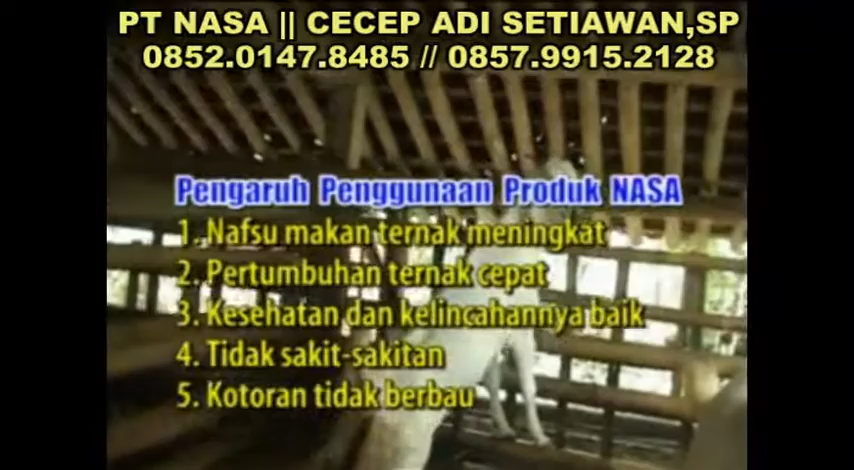 PT NASA || CECEP ADI SETIAWAN,SP
0852.0147.8485 // 0857.9915.2128
Pengaruh Penggunaan Produk NASA
1. Nafsu makan ternak meningkat
2. Pertumbuhan ternak cepat
3. Kesehatan dan kelincahannya baik
4. Tidak sakit-sakitan
5. Kotoran tidak berbau